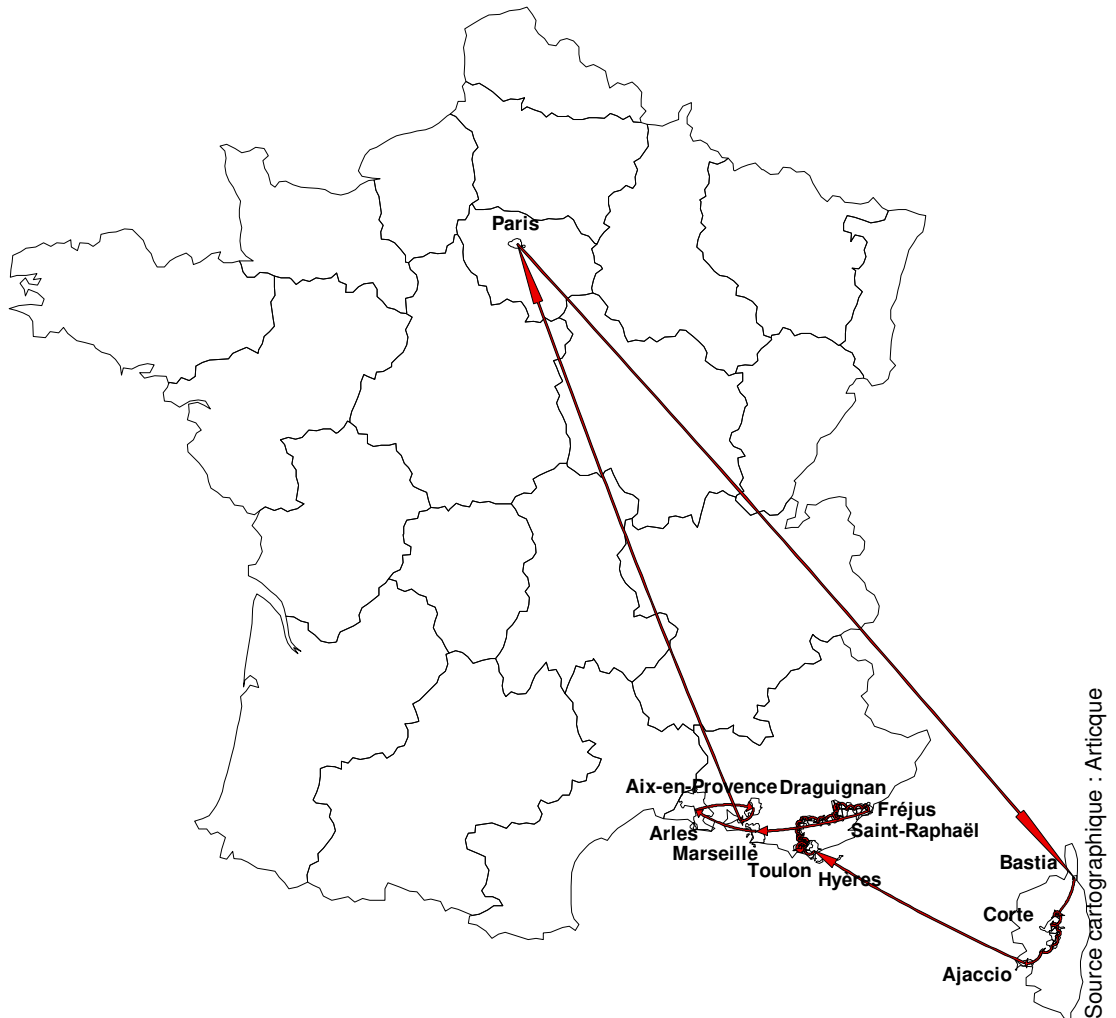 Paris
Aix-en-Provence
Draguignan
Fréjus
Saint-Raphaël
Arles
Marseille
Toulon
Hyères
Bastia
Corte
Ajaccio
Source cartographique : Articque